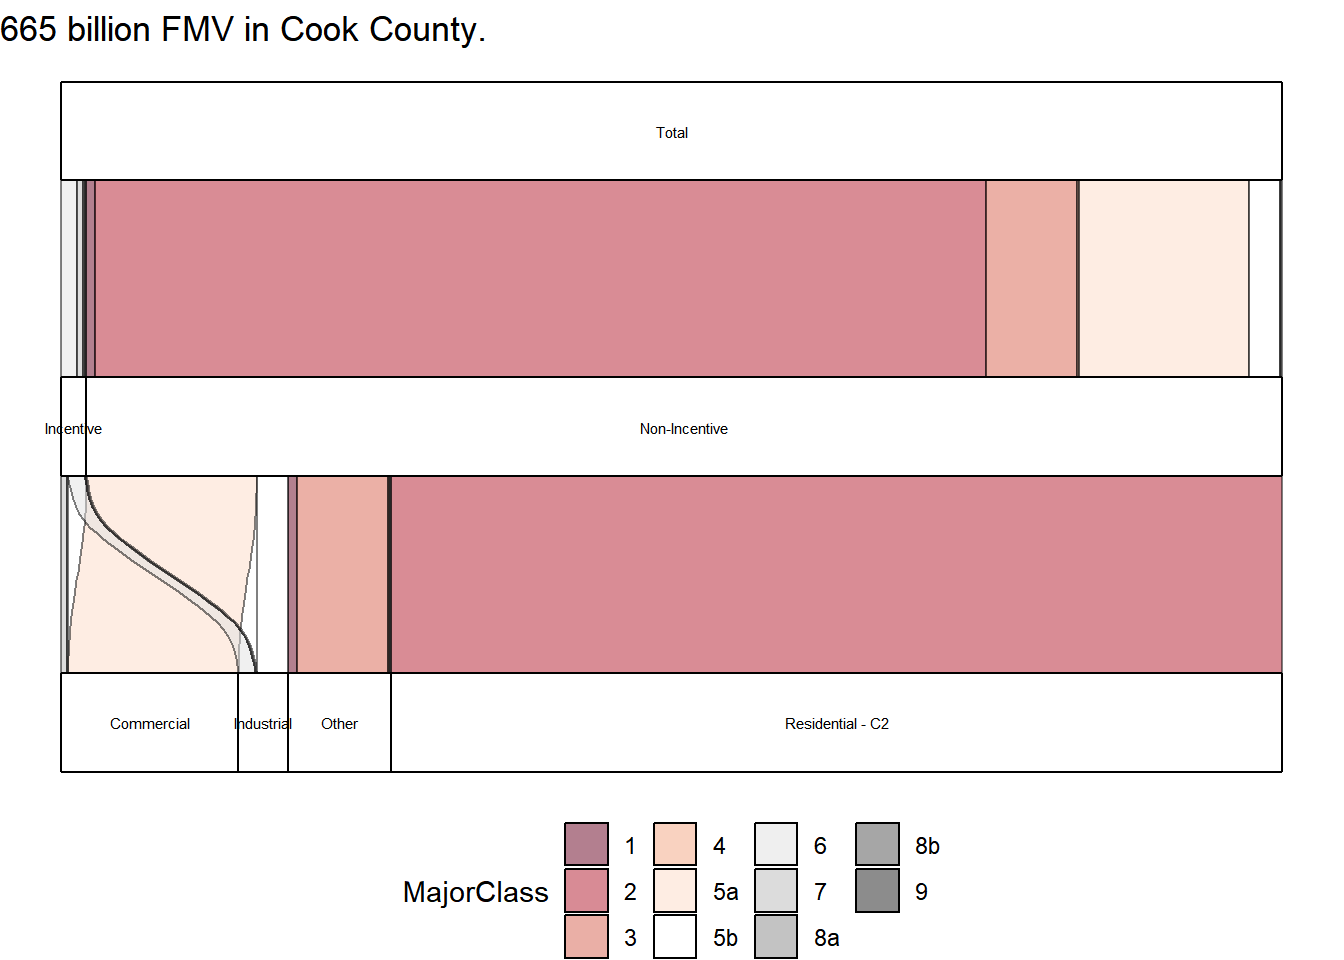 665 billion FMV in Cook County.
Total
Incentive Non-Incentive
Commercial Industrial Other Residential - C2
1 4 6 8b
MajorClass 2 5a 7 9
3 5b 8a